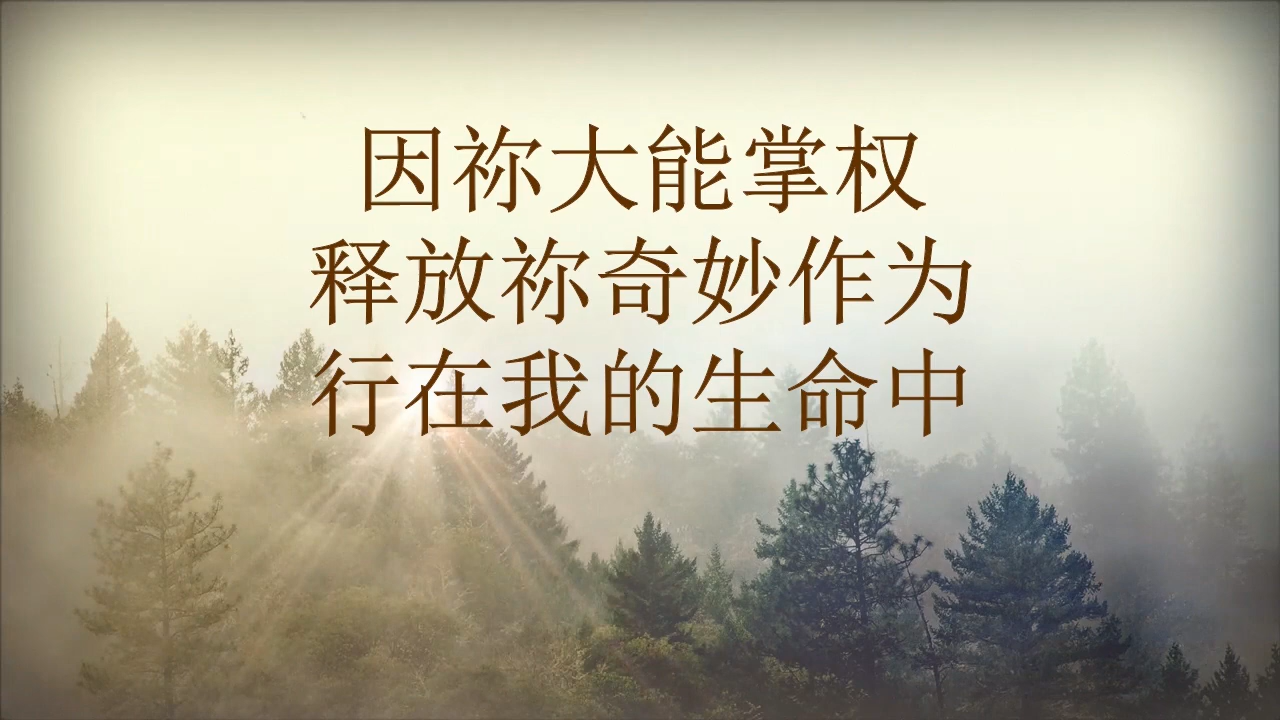 因祢大能掌权
释放祢奇妙作为
行在我的生命中